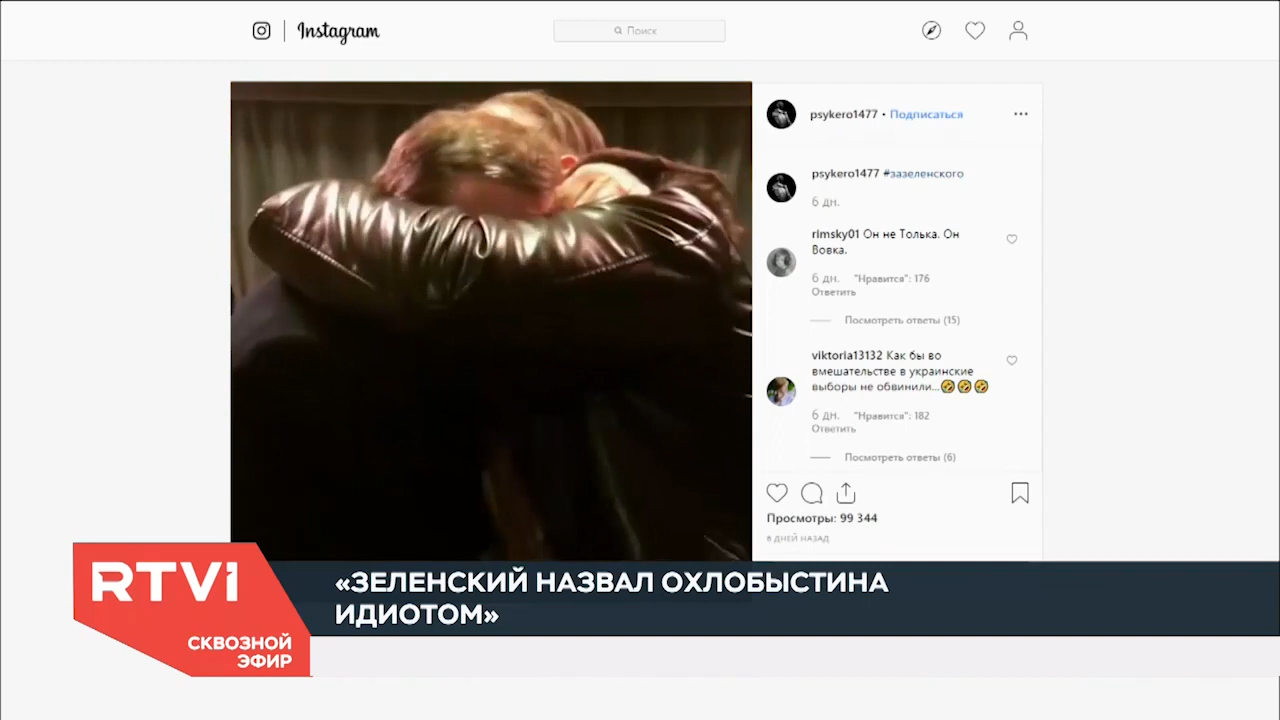 Instagram
Поиск
psykero1477 • Подписаться
psykero1477 #зазеленского
6 дн.
rimsky01 Он не Толька. Он
Вовка.
6 дн. "Нравится": 176
Ответить
Посмотреть ответы (15)
viktoria13132 Как бы во
вмешательстве в украинские
выборы не обвинили...🤣🤣🤣
6 дн. "Нравится": 182
Ответить
Посмотреть ответы (6)
Просмотры: 99 344
6 ДНЕЙ НАЗАД
RTVi
СКВОЗНОЙ
ЭФИР
«ЗЕЛЕНСКИЙ НАЗВАЛ ОХЛОБЫСТИНА
ИДИОТОМ»